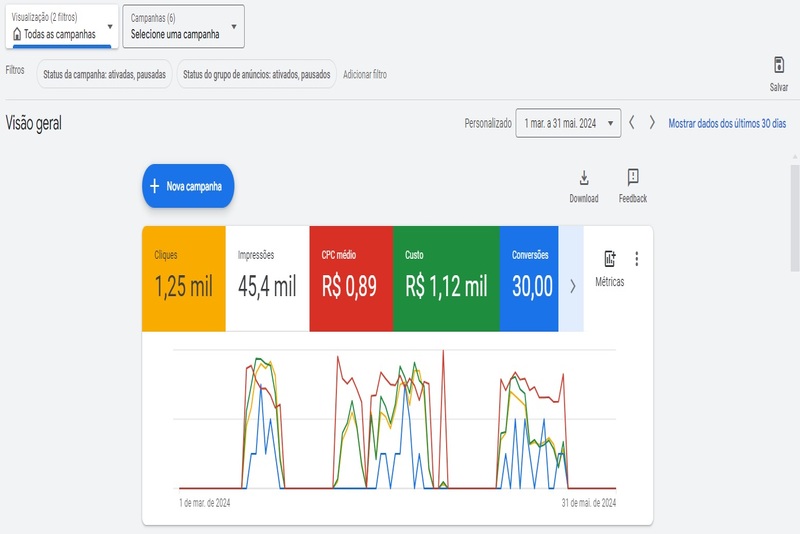 Visualização (2 filtros)
Todas as campanhas
Campanhas (6)
Selecione uma campanha
Filtros
Status da campanha: ativadas, pausadas
Status do grupo de anúncios: ativados, pausados
Adicionar filtro
Salvar
Visão geral
Personalizado
1 mar. a 31 mai. 2024
Mostrar dados dos últimos 30 dias
Nova campanha
Download
Feedback
Cliques
1,25 mil
Impressões
45,4 mil
CPC médio
R$ 0,89
Custo
R$ 1,12 mil
Conversões
30,00
Métricas
1 de mar. de 2024
31 de mai. de 2024